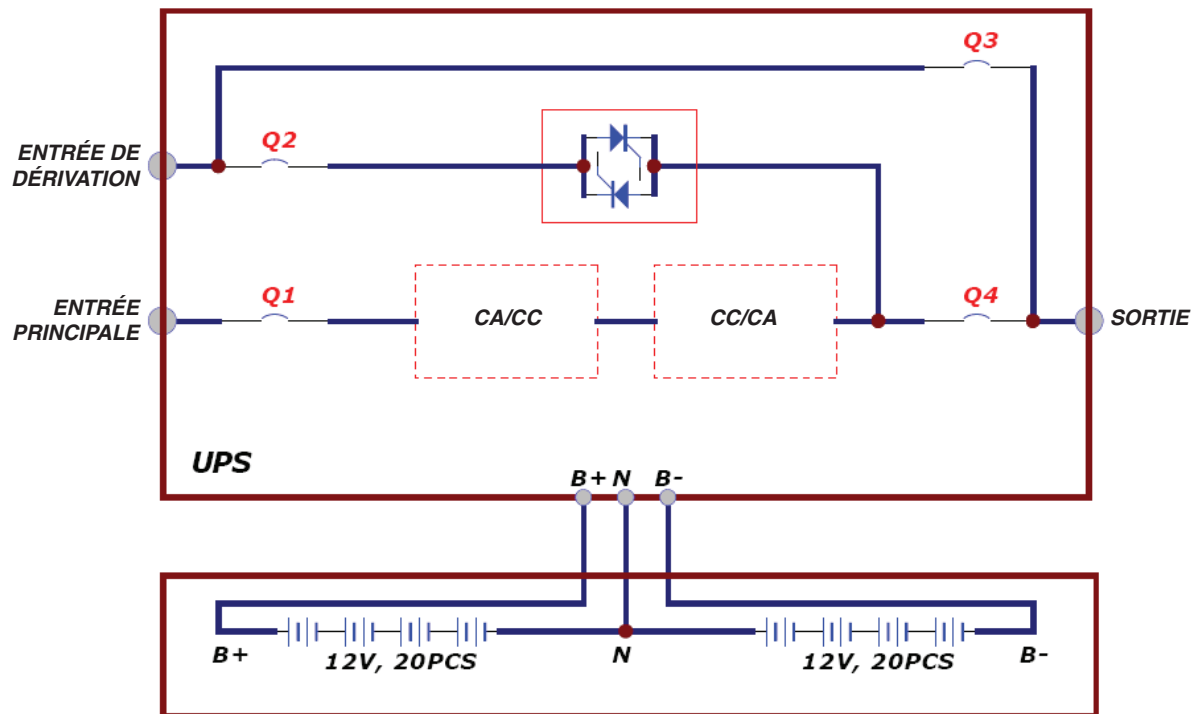 Q3
ENTRÉE DE
DÉRIVATION
Q2
ENTRÉE
PRINCIPALE
Q1
CA/CC
CC/CA
Q4
SORTIE
UPS
B+ N B-
B+
12V, 20PCS
N
12V, 20PCS
B-